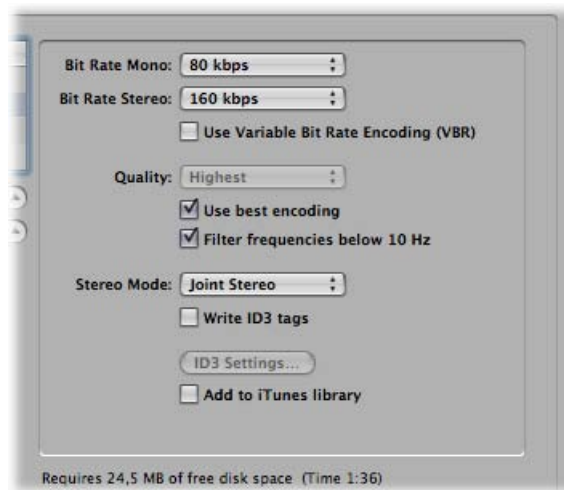 Bit Rate Mono: 80 kbps
Bit Rate Stereo: 160 kbps
Use Variable Bit Rate Encoding (VBR)
Quality: Highest
Use best encoding
Filter frequencies below 10 Hz
Stereo Mode: Joint Stereo
Write ID3 tags
ID3 Settings...
Add to iTunes library
Requires 24,5 MB of free disk space (Time 1:36)